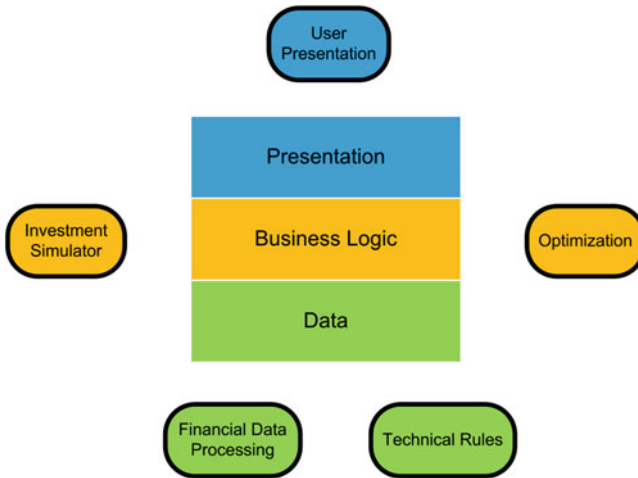 User
Presentation
Presentation
Investment
Simulator
Business Logic
Optimization
Data
Financial Data
Processing
Technical Rules